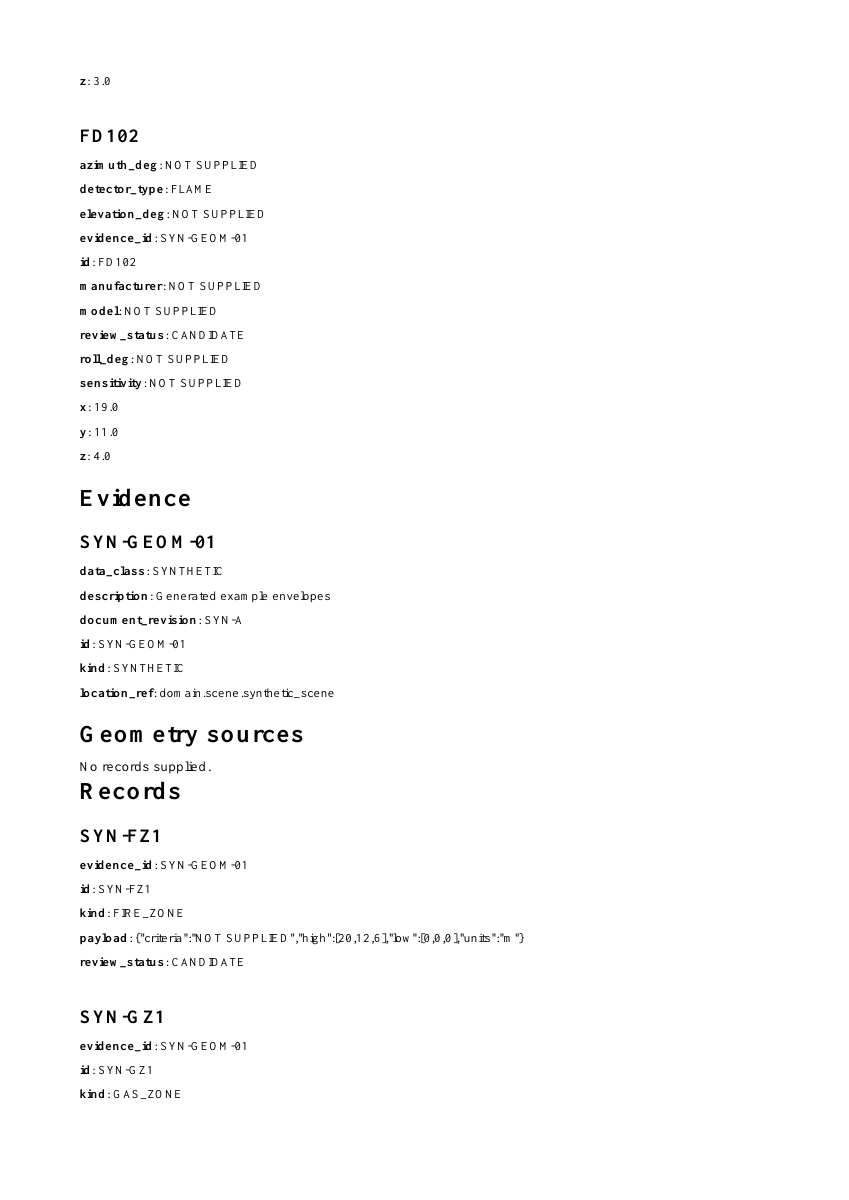 z: 3.0
FD102
azimuth_deg: NOT SUPPLIED
detector_type: FLAME
elevation_deg: NOT SUPPLIED
evidence_id: SYN-GEOM-01
id: FD102
manufacturer: NOT SUPPLIED
model: NOT SUPPLIED
review_status: CANDIDATE
roll_deg: NOT SUPPLIED
sensitivity: NOT SUPPLIED
x: 19.0
y: 11.0
z: 4.0
Evidence
SYN-GEOM-01
data_class: SYNTHETIC
description: Generated example envelopes
document_revision: SYN-A
id: SYN-GEOM-01
kind: SYNTHETIC
location_ref: domain.scene.synthetic_scene
Geometry sources
No records supplied.
Records
SYN-FZ1
evidence_id: SYN-GEOM-01
id: SYN-FZ1
kind: FIRE_ZONE
payload: {"criteria":"NOT SUPPLIED","high":[20,12,6],"low":[0,0,0],"units":"m"}
review_status: CANDIDATE
SYN-GZ1
evidence_id: SYN-GEOM-01
id: SYN-GZ1
kind: GAS_ZONE